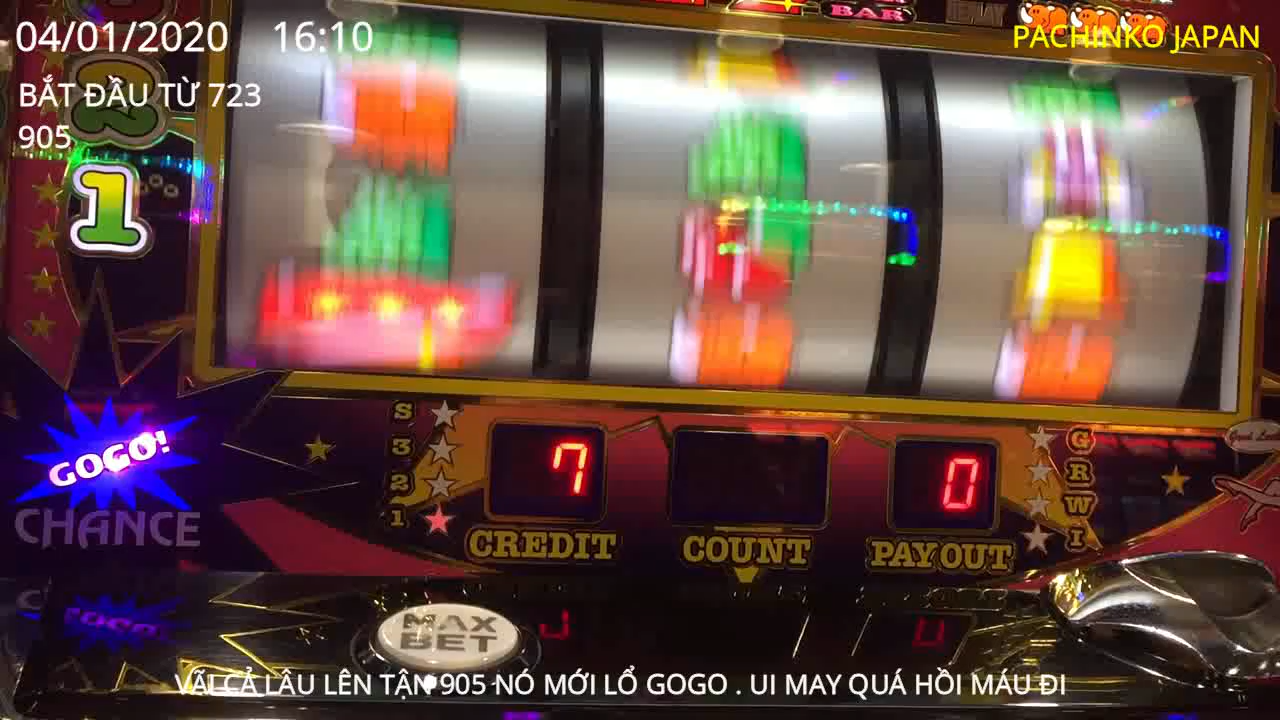 04/01/2020 16:10
PACHINKO JAPAN
BAR
BẮT ĐẦU TỪ 723
905
2
1
GOGO!
CHANCE
S
3
2
1
7
0
G
R
W
I
CREDIT
COUNT
PAYOUT
MAX
BET
VÃI CẢ LÂU LÊN TẬN 905 NÓ MỚI LỔ GOGO . UI MAY QUÁ HỒI MÁU ĐI